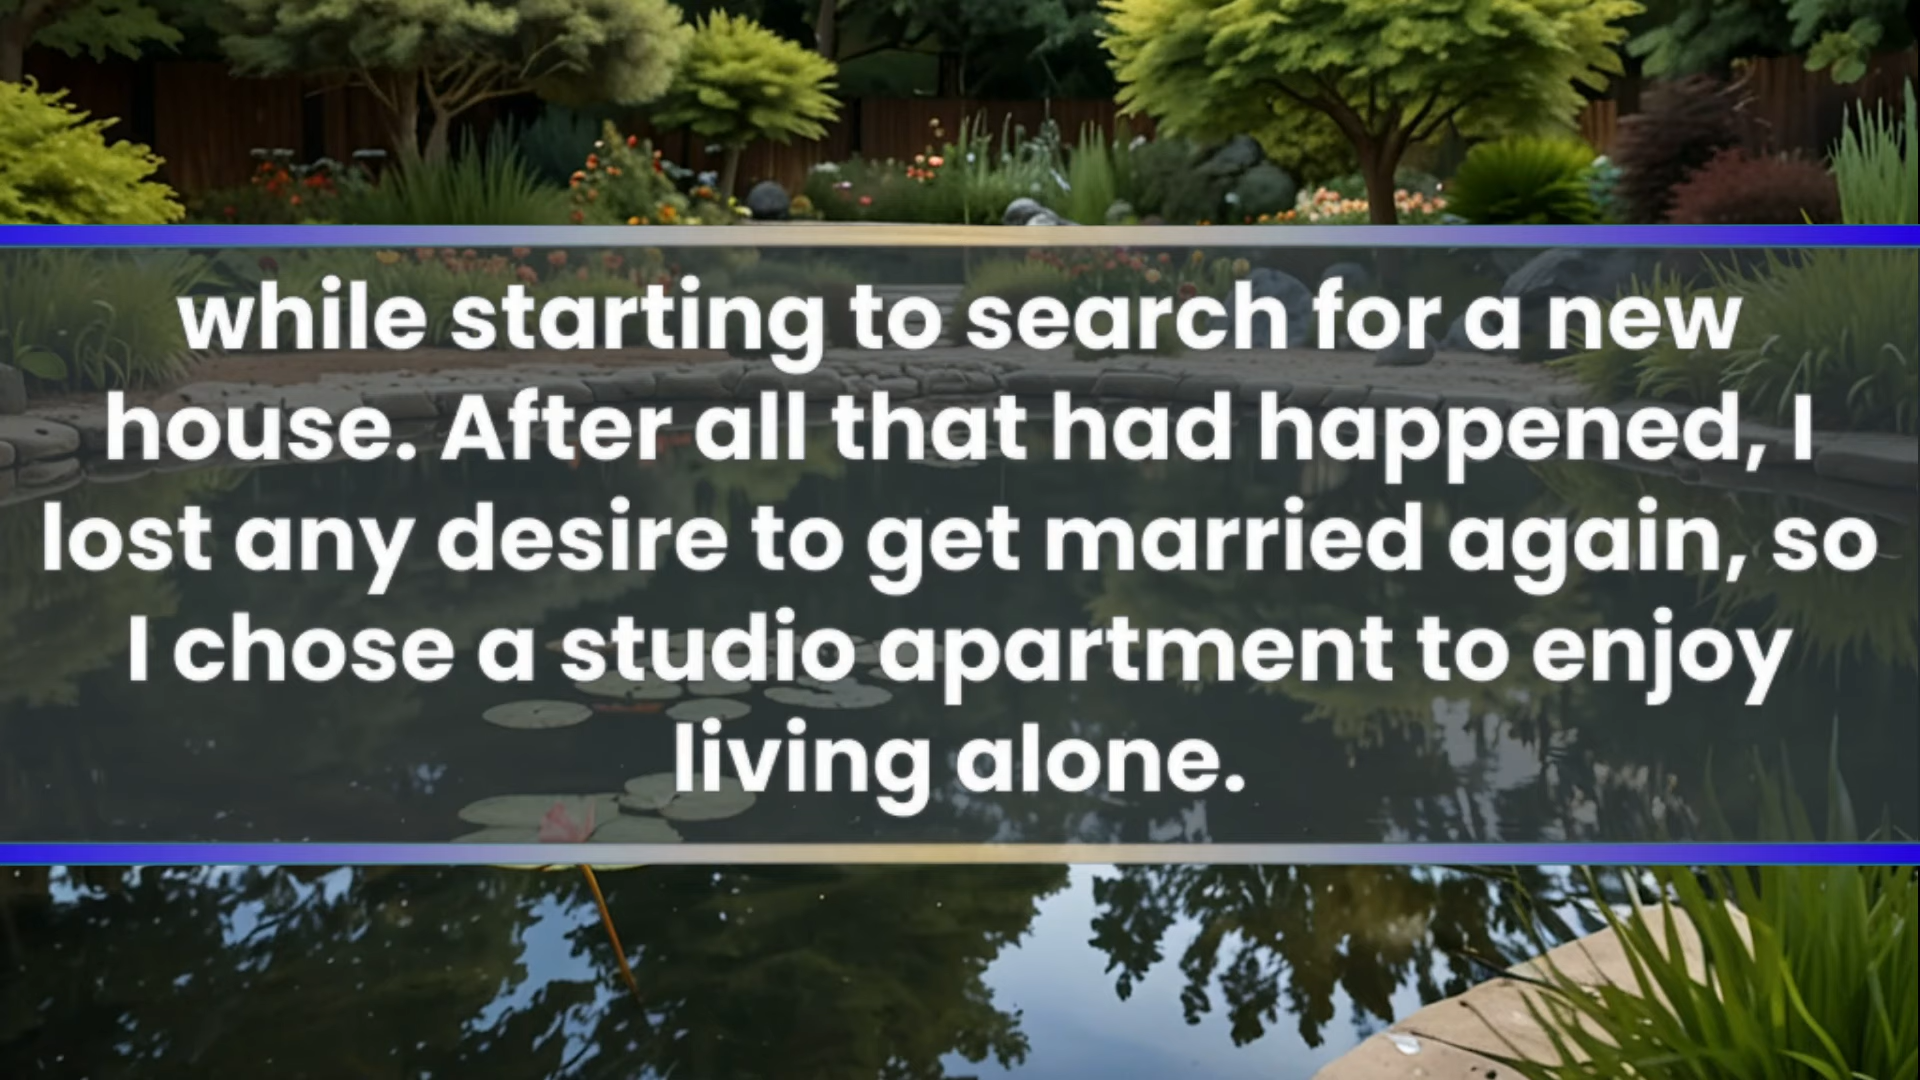 while starting to search for a new
house. After all that had happened, I
lost any desire to get married again, so
I chose a studio apartment to enjoy
living alone.